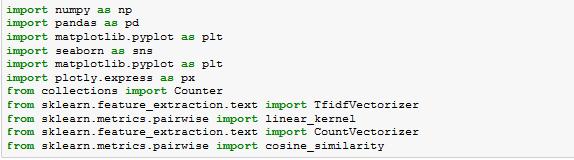 import numpy as np
import pandas as pd
import matplotlib.pyplot as plt
import seaborn as sns
import matplotlib.pyplot as plt
import plotly.express as px
from collections import Counter
from sklearn.feature_extraction.text import TfidfVectorizer
from sklearn.metrics.pairwise import linear_kernel
from sklearn.feature_extraction.text import CountVectorizer
from sklearn.metrics.pairwise import cosine_similarity